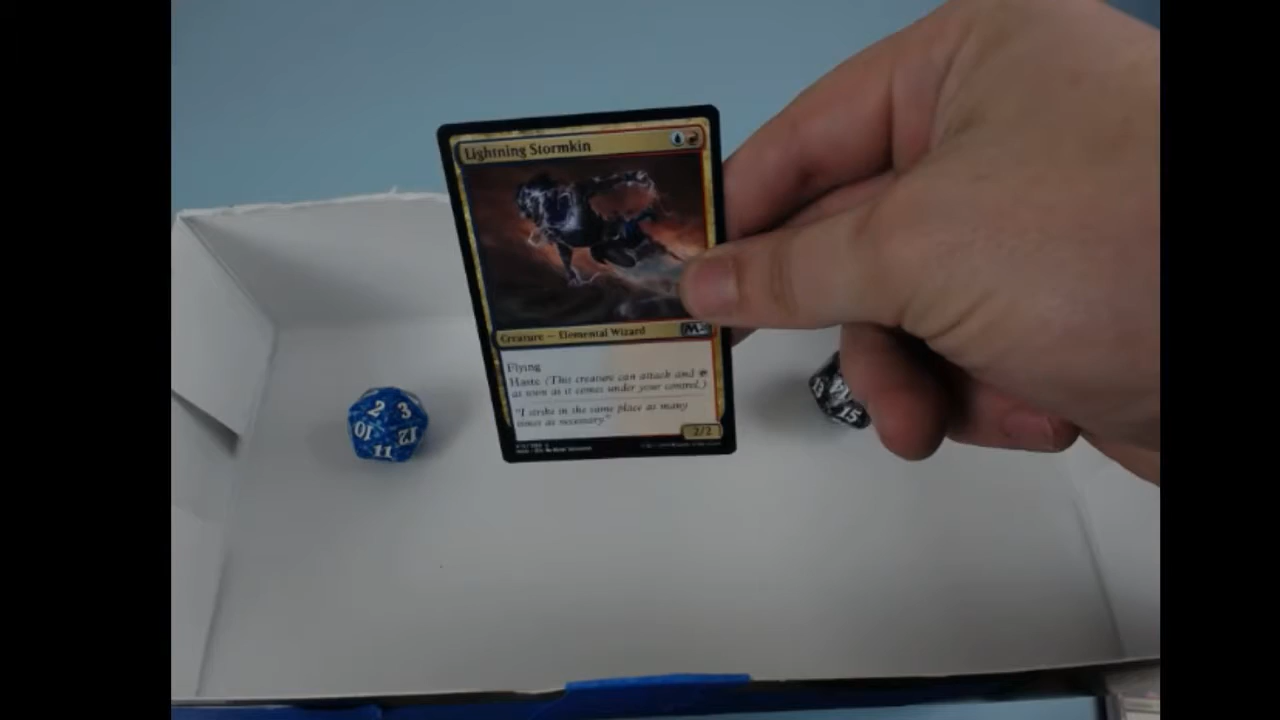 Lightning Stormkin
Creature — Elemental Wizard
Flying
Haste (This creature can attack and
as soon as it comes under your control.)
"I strike in the same place as many
times as necessary."
2/2
2
3
10
12
11
13
15